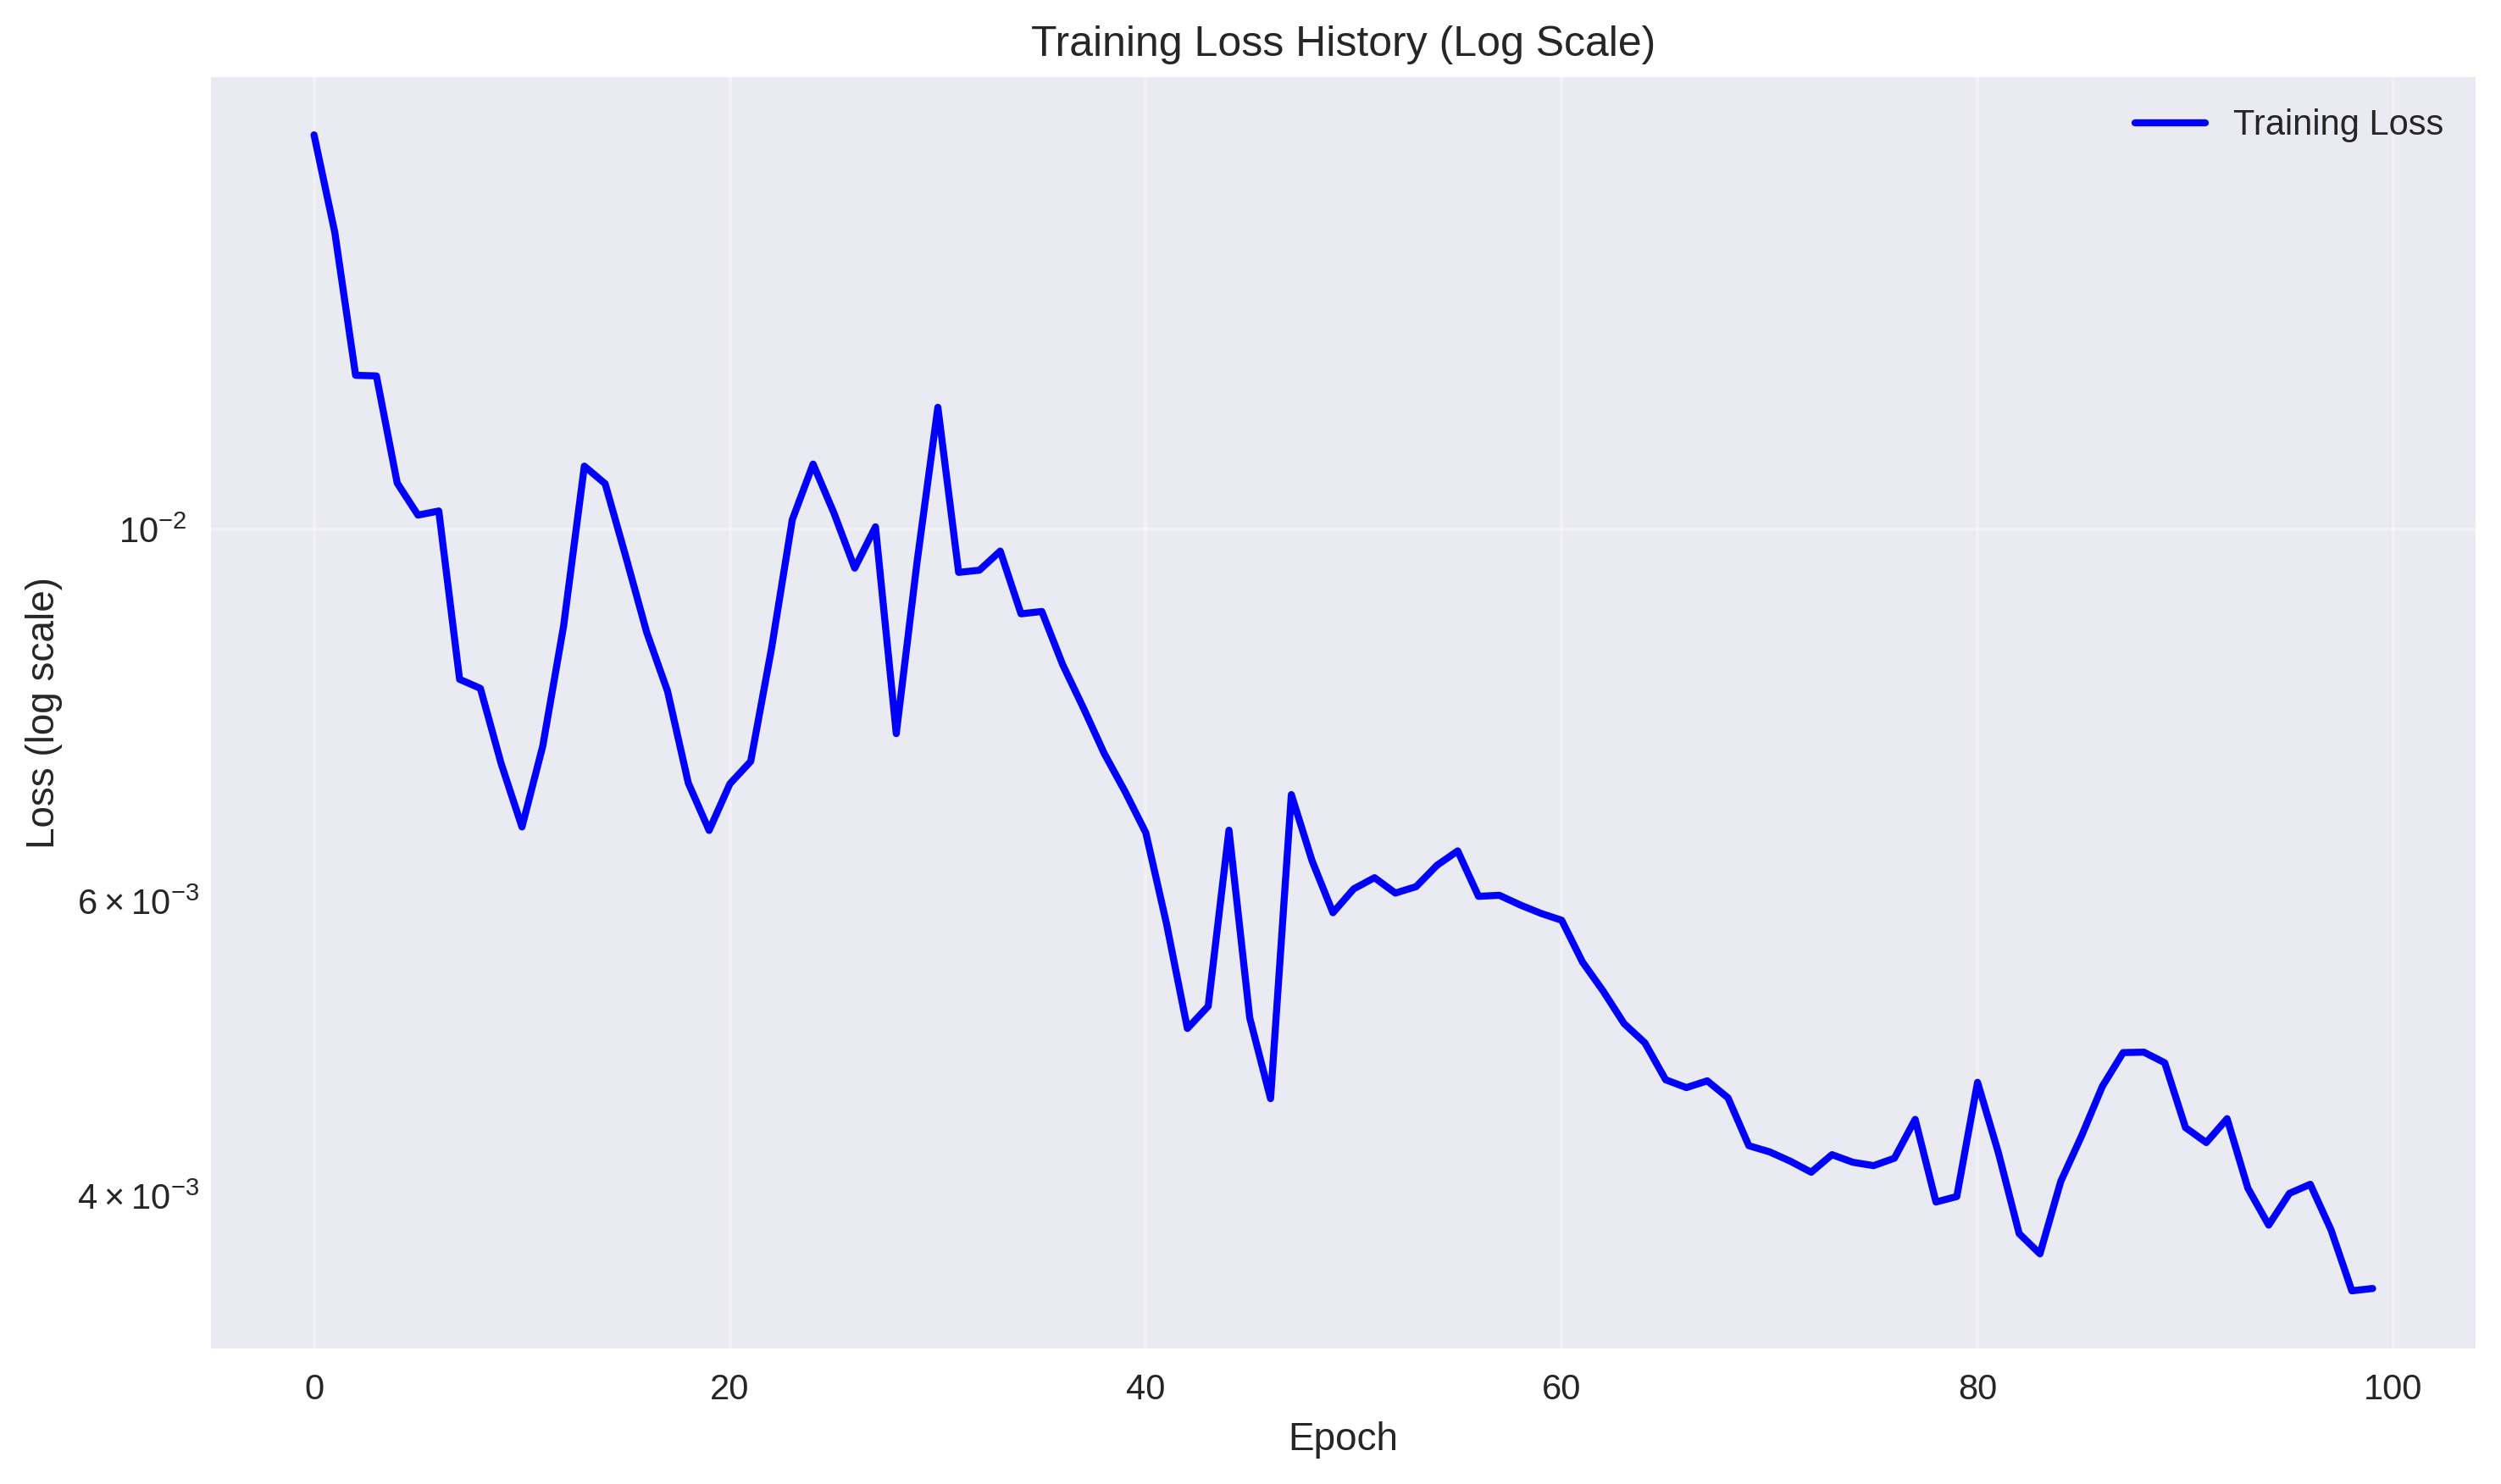 Training Loss History (Log Scale)
Training Loss
10⁻²
6 × 10⁻³
4 × 10⁻³
Loss (log scale)
0 20 40 60 80 100
Epoch